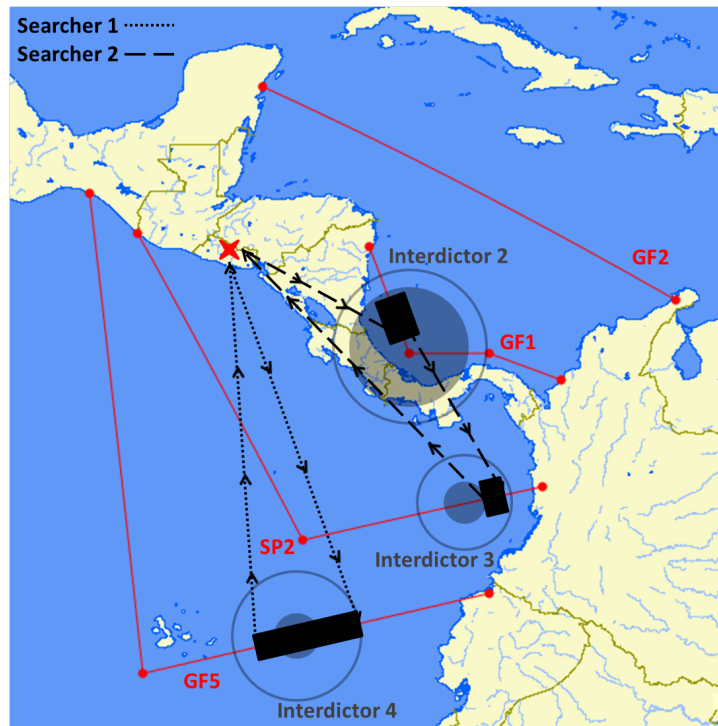 Searcher 1
Searcher 2
Interdictor 2
GF2
GF1
SP2
Interdictor 3
GF5
Interdictor 4